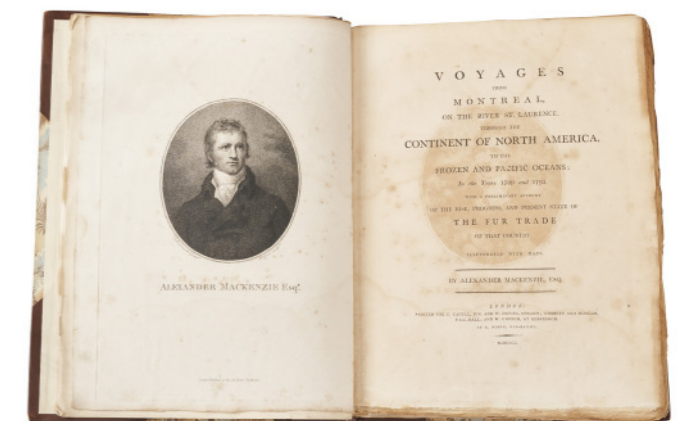 ALEXANDER MACKENZIE Esqr.
VOYAGES
FROM
MONTREAL,
ON THE RIVER ST. LAURENCE,
THROUGH THE
CONTINENT OF NORTH AMERICA,
TO THE
FROZEN AND PACIFIC OCEANS;
In the Years 1789 and 1793.
WITH A PRELIMINARY ACCOUNT
OF THE RISE, PROGRESS, AND PRESENT STATE OF
THE FUR TRADE
OF THAT COUNTRY.
ILLUSTRATED WITH MAPS.
BY ALEXANDER MACKENZIE, ESQ.
LONDON: